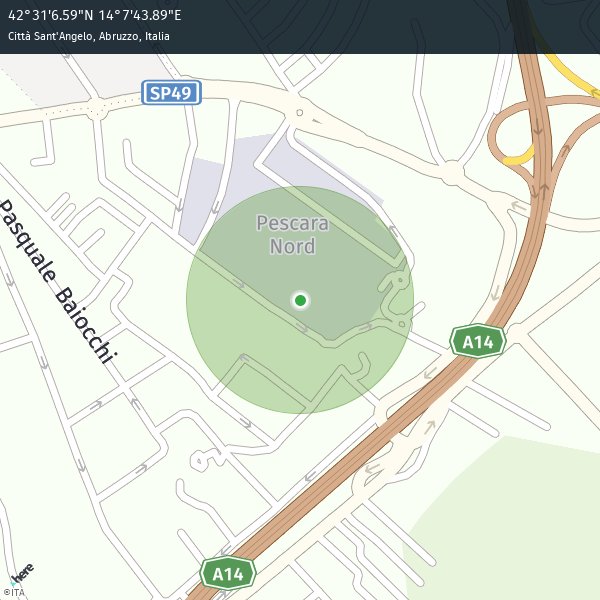 42°31'6.59"N 14°7'43.89"E
Città Sant'Angelo, Abruzzo, Italia
SP49
Pasquale Baiocchi
Pescara
Nord
A14
A14
here
©ITA